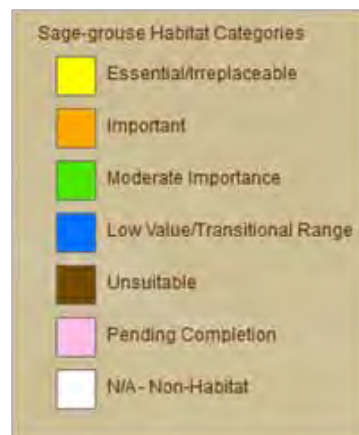 Sage-grouse Habitat Categories
Essential/Irreplaceable
Important
Moderate Importance
Low Value/Transitional Range
Unsuitable
Pending Completion
N/A - Non-Habitat